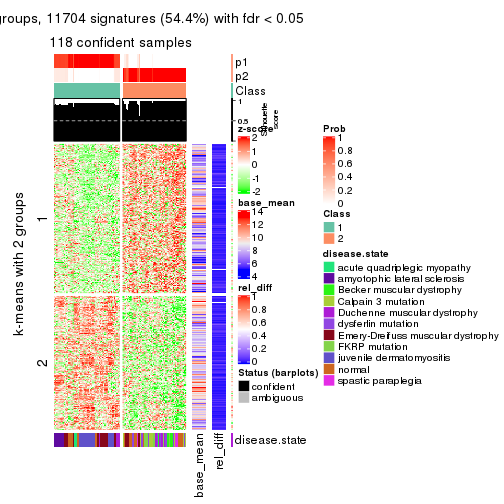 groups, 11704 signatures (54.4%) with fdr < 0.05
118 confident samples
p1
p2
Class
1
0.5
0
Silhouette
score
k-means with 2 groups
1
2
base_mean
rel_diff
disease.state
z-score
2
1
0
-1
-2
base_mean
14
12
10
8
6
4
rel_diff
1
0.8
0.6
0.4
0.2
0
Status (barplots)
confident
ambiguous
Prob
1
0.8
0.6
0.4
0.2
0
Class
1
2
disease.state
acute quadriplegic myopathy
amyotophic lateral sclerosis
Becker muscular dystrophy
Calpain 3 mutation
Duchenne muscular dystrophy
dysferlin mutation
Emery-Dreifuss muscular dystrophy
FKRP mutation
juvenile dermatomyositis
normal
spastic paraplegia